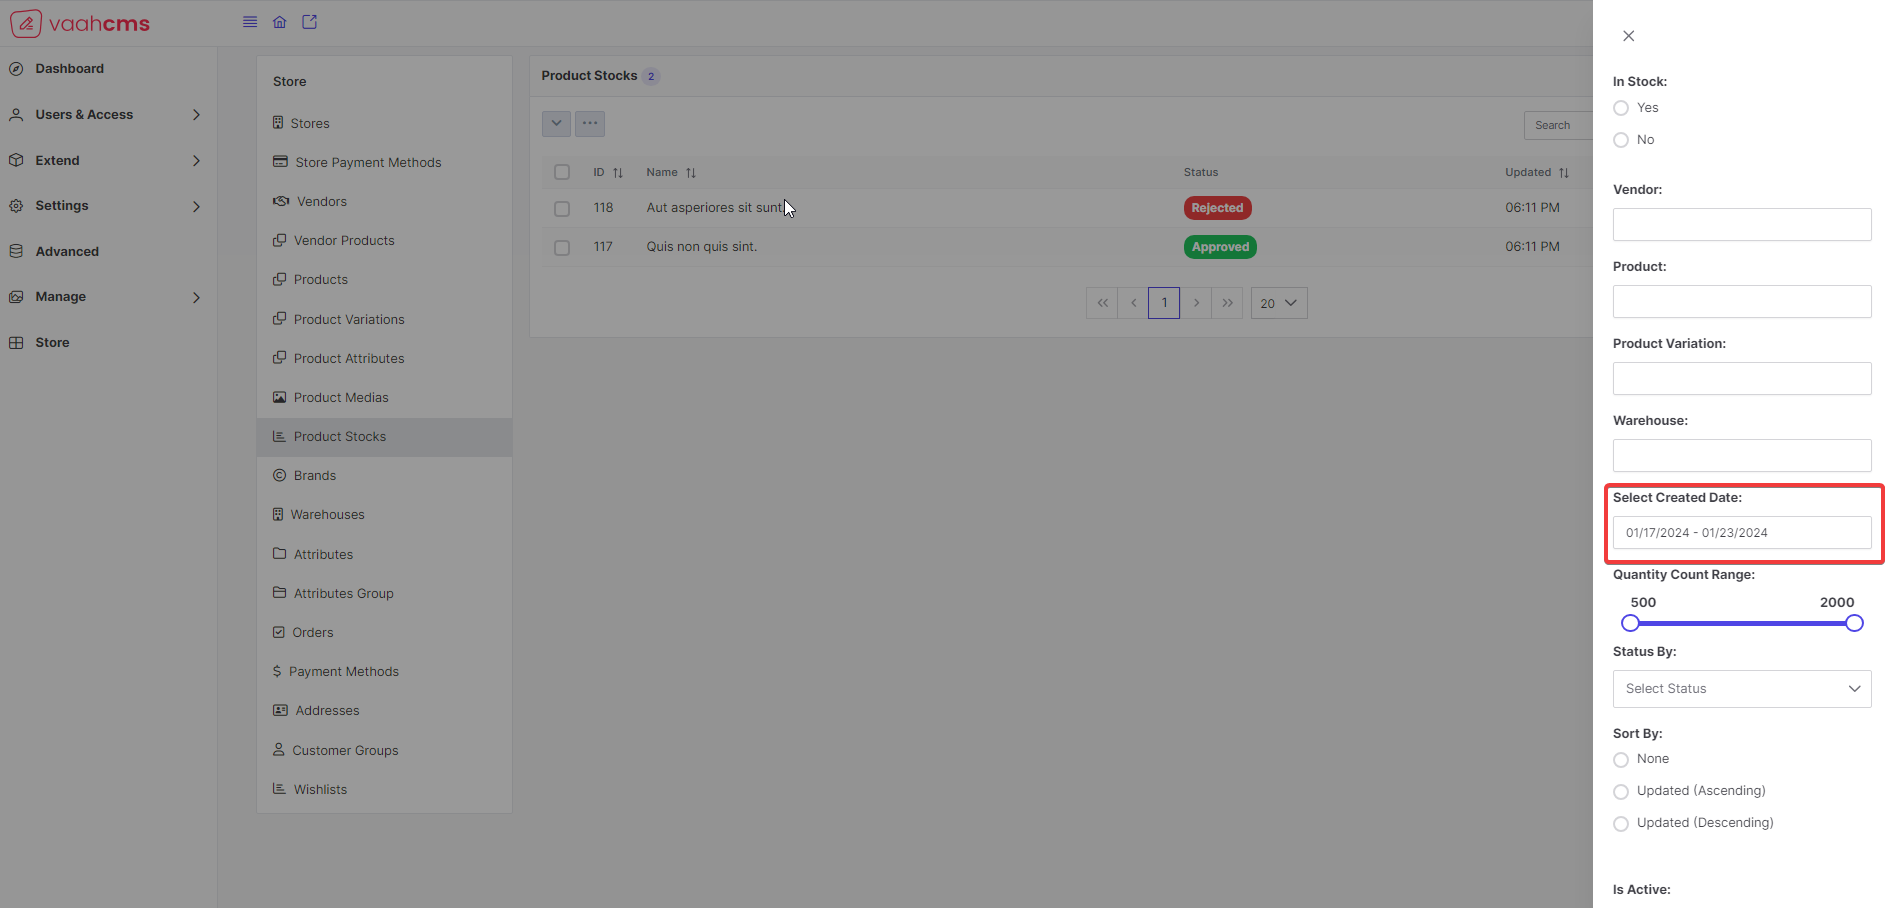 vaahcms
Dashboard
Users & Access
Extend
Settings
Advanced
Manage
Store
Store
Stores
Store Payment Methods
Vendors
Vendor Products
Products
Product Variations
Product Attributes
Product Medias
Product Stocks
Brands
Warehouses
Attributes
Attributes Group
Orders
Payment Methods
Addresses
Customer Groups
Wishlists
Product Stocks 2
Search
ID Name Status Updated
118 Aut asperiores sit sunt. Rejected 06:11 PM
117 Quis non quis sint. Approved 06:11 PM
1 20
In Stock:
Yes
No
Vendor:
Product:
Product Variation:
Warehouse:
Select Created Date:
01/17/2024 - 01/23/2024
Quantity Count Range:
500 2000
Status By:
Select Status
Sort By:
None
Updated (Ascending)
Updated (Descending)
Is Active: